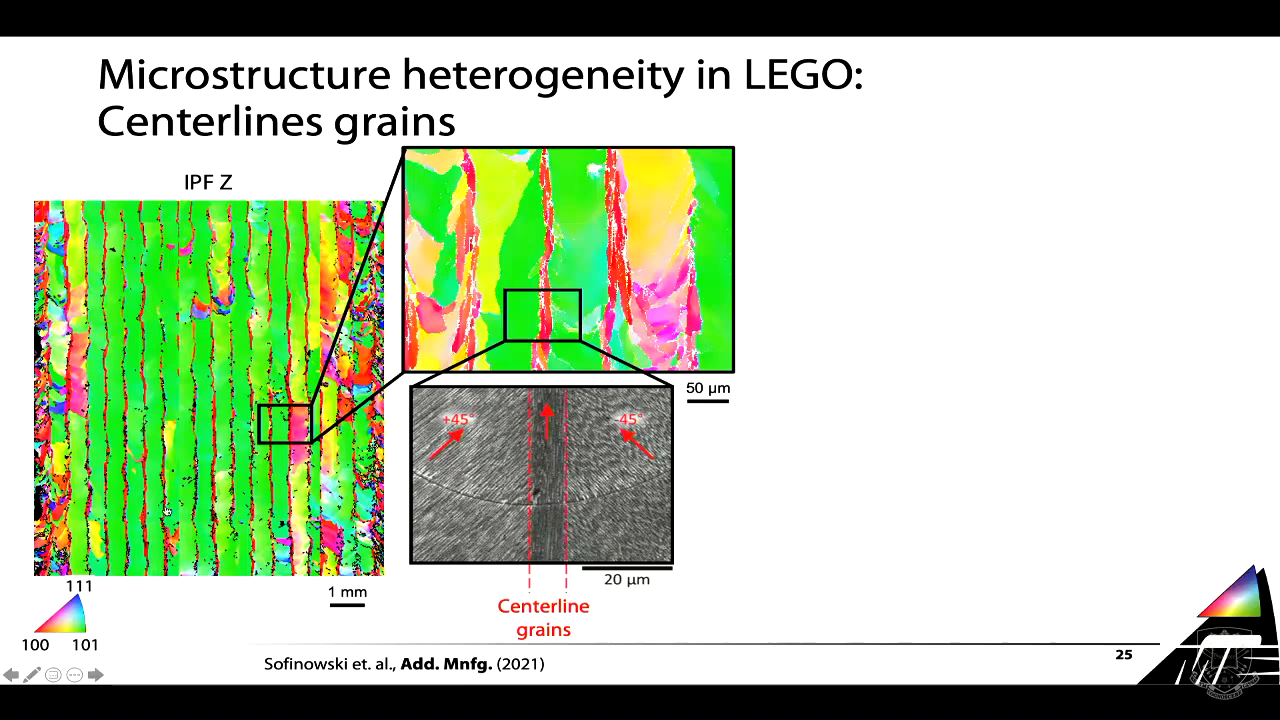 Microstructure heterogeneity in LEGO:
Centerlines grains
IPF Z
50 µm
+45°
-45°
20 µm
1 mm
111
100 101
Centerline
grains
Sofinowski et. al., Add. Mnfg. (2021)
25